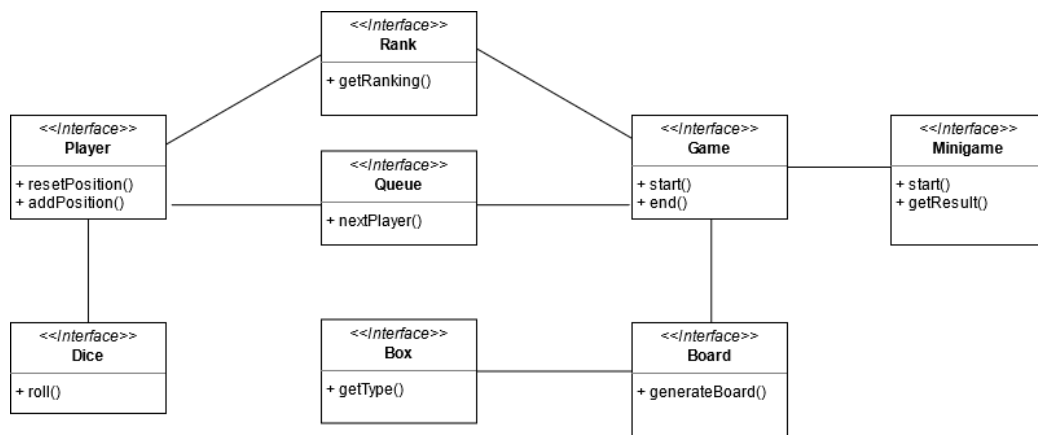 <<Interface>>
Rank
+ getRanking()
<<Interface>>
Player
+ resetPosition()
+ addPosition()
<<Interface>>
Queue
+ nextPlayer()
<<Interface>>
Game
+ start()
+ end()
<<Interface>>
Minigame
+ start()
+ getResult()
<<Interface>>
Dice
+ roll()
<<Interface>>
Box
+ getType()
<<Interface>>
Board
+ generateBoard()